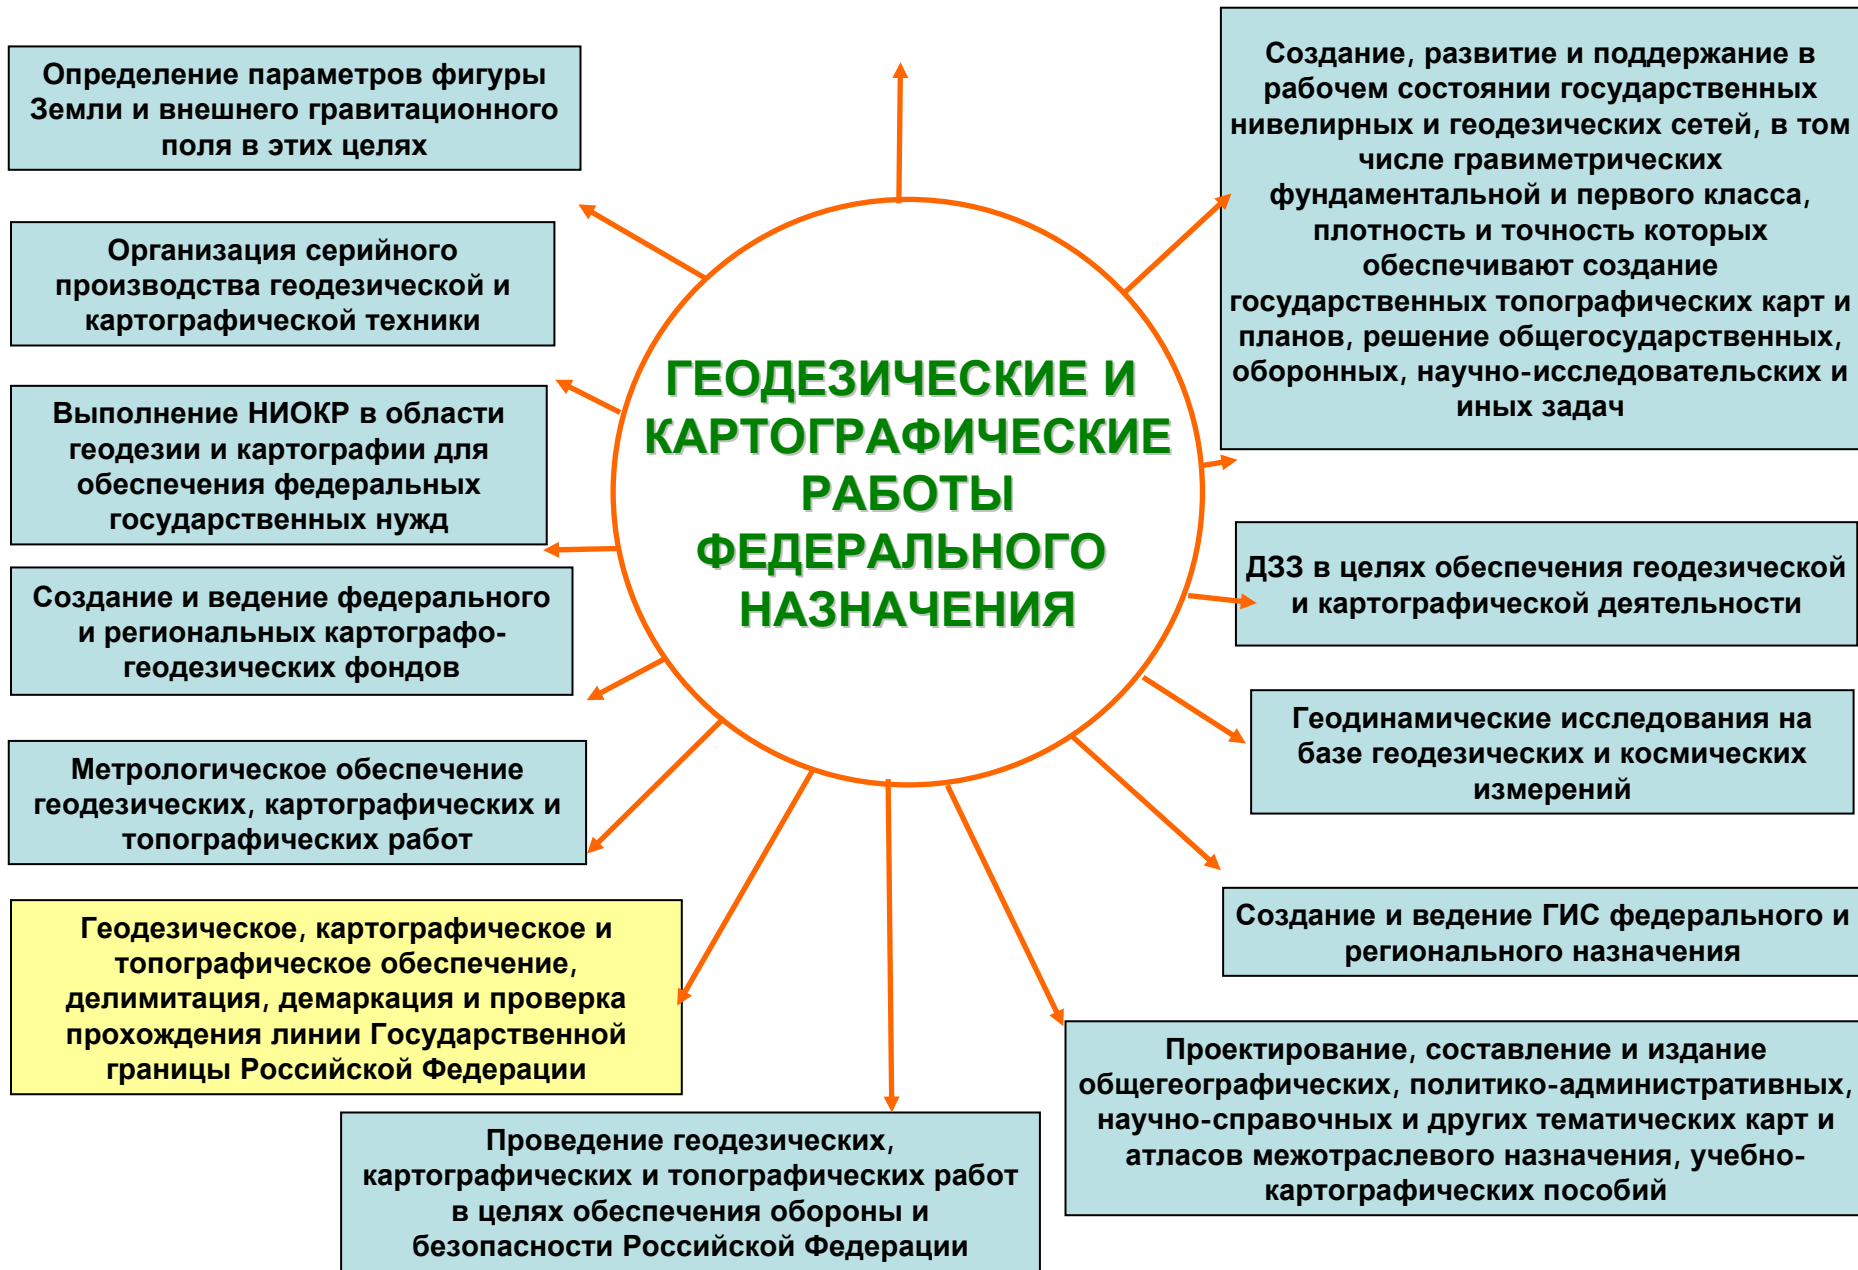 Определение параметров фигуры
Земли и внешнего гравитационного
поля в этих целях
Организация серийного
производства геодезической и
картографической техники
Выполнение НИОКР в области
геодезии и картографии для
обеспечения федеральных
государственных нужд
Создание и ведение федерального
и региональных картографо-
геодезических фондов
Метрологическое обеспечение
геодезических, картографических и
топографических работ
Геодезическое, картографическое и
топографическое обеспечение,
делимитация, демаркация и проверка
прохождения линии Государственной
границы Российской Федерации
Проведение геодезических,
картографических и топографических работ
в целях обеспечения обороны и
безопасности Российской Федерации
ГЕОДЕЗИЧЕСКИЕ И
КАРТОГРАФИЧЕСКИЕ
РАБОТЫ
ФЕДЕРАЛЬНОГО
НАЗНАЧЕНИЯ
Создание, развитие и поддержание в
рабочем состоянии государственных
нивелирных и геодезических сетей, в том
числе гравиметрических
фундаментальной и первого класса,
плотность и точность которых
обеспечивают создание
государственных топографических карт и
планов, решение общегосударственных,
оборонных, научно-исследовательских и
иных задач
ДЗЗ в целях обеспечения геодезической
и картографической деятельности
Геодинамические исследования на
базе геодезических и космических
измерений
Создание и ведение ГИС федерального и
регионального назначения
Проектирование, составление и издание
общегеографических, политико-административных,
научно-справочных и других тематических карт и
атласов межотраслевого назначения, учебно-
картографических пособий